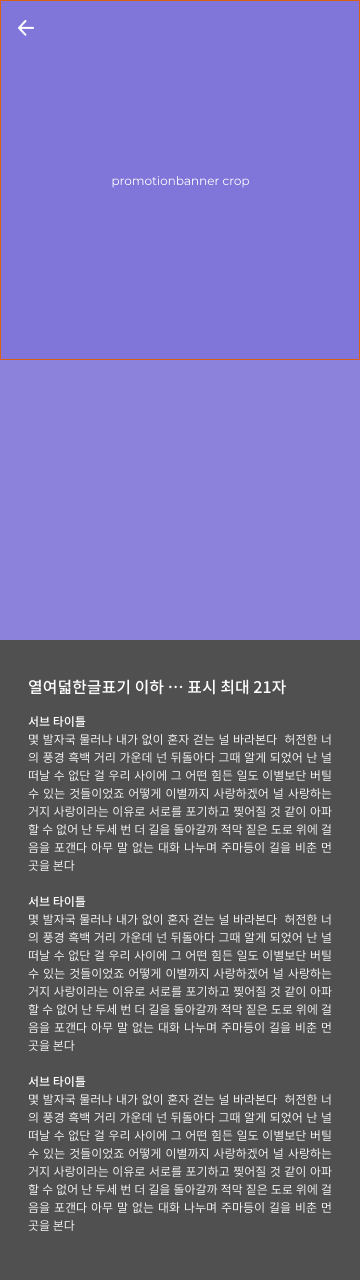 promotionbanner crop
열여덟한글표기 이하 … 표시 최대 21자
서브 타이틀
몇 발자국 물러나 내가 없이 혼자 걷는 널 바라본다 허전한 너
의 풍경 흑백 거리 가운데 넌 뒤돌아다 그때 알게 되었어 난 널
떠날 수 없단 걸 우리 사이에 그 어떤 힘든 일도 이별보단 버틸
수 있는 것들이었죠 어떻게 이별까지 사랑하겠어 널 사랑하는
거지 사랑이라는 이유로 서로를 포기하고 찢어질 것 같이 아파
할 수 없어 난 두세 번 더 길을 돌아갈까 적막 짙은 도로 위에 걸
음을 포갠다 아무 말 없는 대화 나누며 주마등이 길을 비춘 먼
곳을 본다
서브 타이틀
몇 발자국 물러나 내가 없이 혼자 걷는 널 바라본다 허전한 너
의 풍경 흑백 거리 가운데 넌 뒤돌아다 그때 알게 되었어 난 널
떠날 수 없단 걸 우리 사이에 그 어떤 힘든 일도 이별보단 버틸
수 있는 것들이었죠 어떻게 이별까지 사랑하겠어 널 사랑하는
거지 사랑이라는 이유로 서로를 포기하고 찢어질 것 같이 아파
할 수 없어 난 두세 번 더 길을 돌아갈까 적막 짙은 도로 위에 걸
음을 포갠다 아무 말 없는 대화 나누며 주마등이 길을 비춘 먼
곳을 본다
서브 타이틀
몇 발자국 물러나 내가 없이 혼자 걷는 널 바라본다 허전한 너
의 풍경 흑백 거리 가운데 넌 뒤돌아다 그때 알게 되었어 난 널
떠날 수 없단 걸 우리 사이에 그 어떤 힘든 일도 이별보단 버틸
수 있는 것들이었죠 어떻게 이별까지 사랑하겠어 널 사랑하는
거지 사랑이라는 이유로 서로를 포기하고 찢어질 것 같이 아파
할 수 없어 난 두세 번 더 길을 돌아갈까 적막 짙은 도로 위에 걸
음을 포갠다 아무 말 없는 대화 나누며 주마등이 길을 비춘 먼
곳을 본다